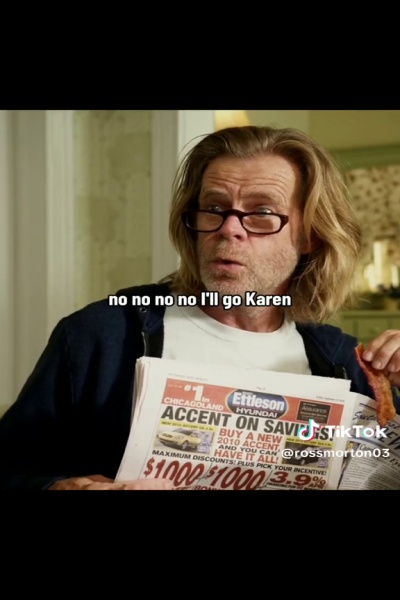 no no no no I'll go Karen
#1 in
CHICAGOLAND
Ettleson
HYUNDAI
ACCENT ON SAVINGS!
BUY A NEW
2010 ACCENT
AND YOU CAN
HAVE IT ALL!
MAXIMUM DISCOUNTS! PLUS PICK YOUR INCENTIVE!
$1000
$1000
3.9%
TikTok
@rossmorton03